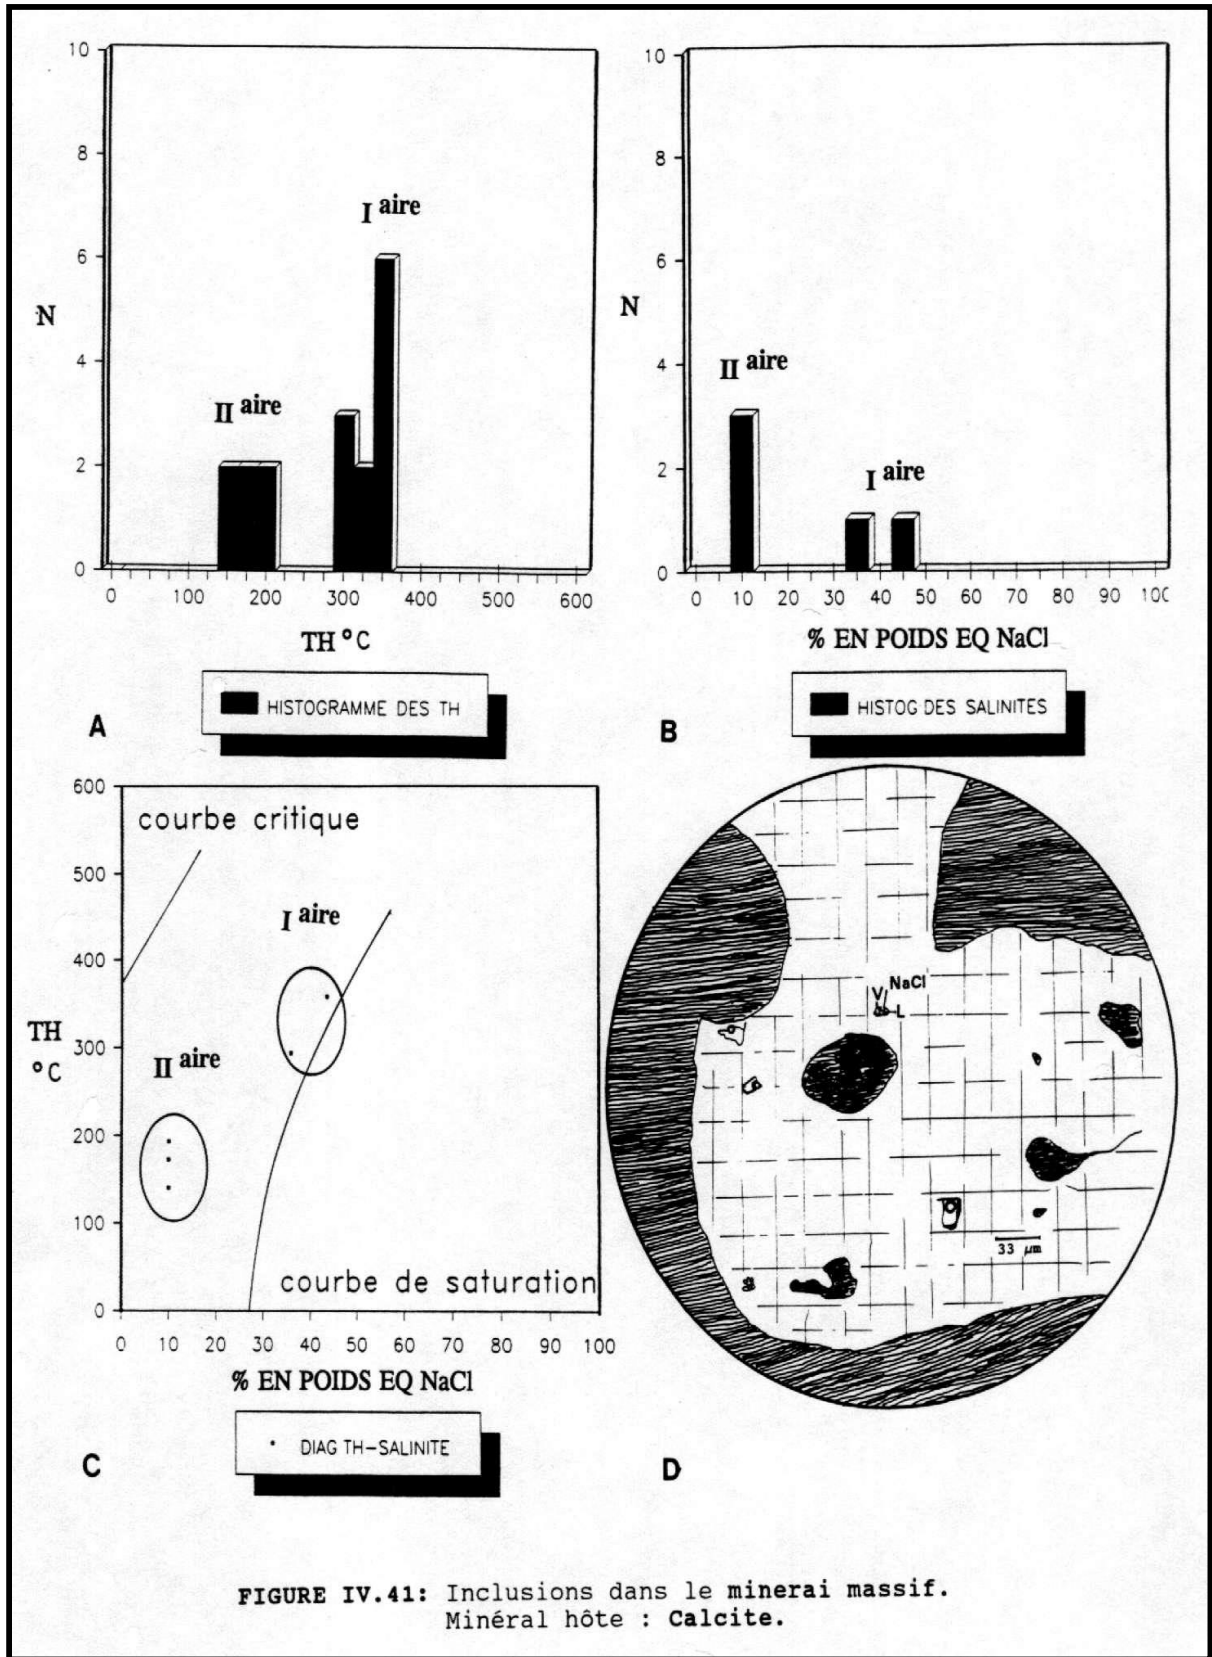 10
8
6
4
2
0
N
I aire
II aire
0 100 200 300 400 500 600
TH °C
HISTOGRAMME DES TH
A
10
8
6
4
2
0
N
II aire
I aire
0 10 20 30 40 50 60 70 80 90 100
% EN POIDS EQ NaCl
HISTOG DES SALINITES
B
600
500
400
300
200
100
0
TH
°C
courbe critique
I aire
II aire
courbe de saturation
0 10 20 30 40 50 60 70 80 90 100
% EN POIDS EQ NaCl
DIAG TH-SALINITE
C
V NaCl
L
33 µm
D
FIGURE IV.41: Inclusions dans le minerai massif.
Minéral hôte : Calcite.